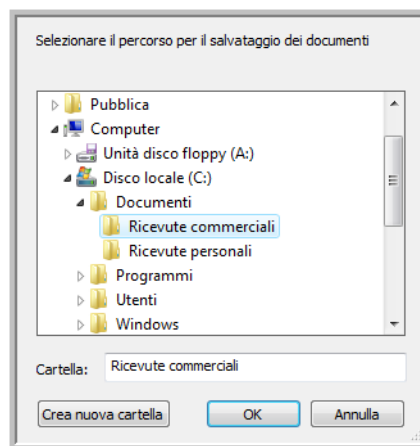 Selezionare il percorso per il salvataggio dei documenti
Pubblica
Computer
Unità disco floppy (A:)
Disco locale (C:)
Documenti
Ricevute commerciali
Ricevute personali
Programmi
Utenti
Windows
Cartella: Ricevute commerciali
Crea nuova cartella OK Annulla